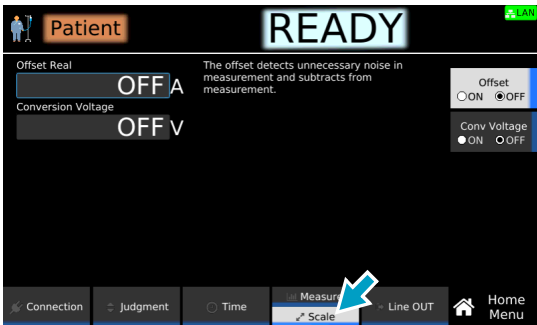 Patient
READY
LAN
Offset Real
OFF A
Conversion Voltage
OFF V
The offset detects unnecessary noise in
measurement and subtracts from
measurement.
Offset
ON OFF
Conv Voltage
ON OFF
Connection
Judgment
Time
Scale
Line OUT
Home
Menu